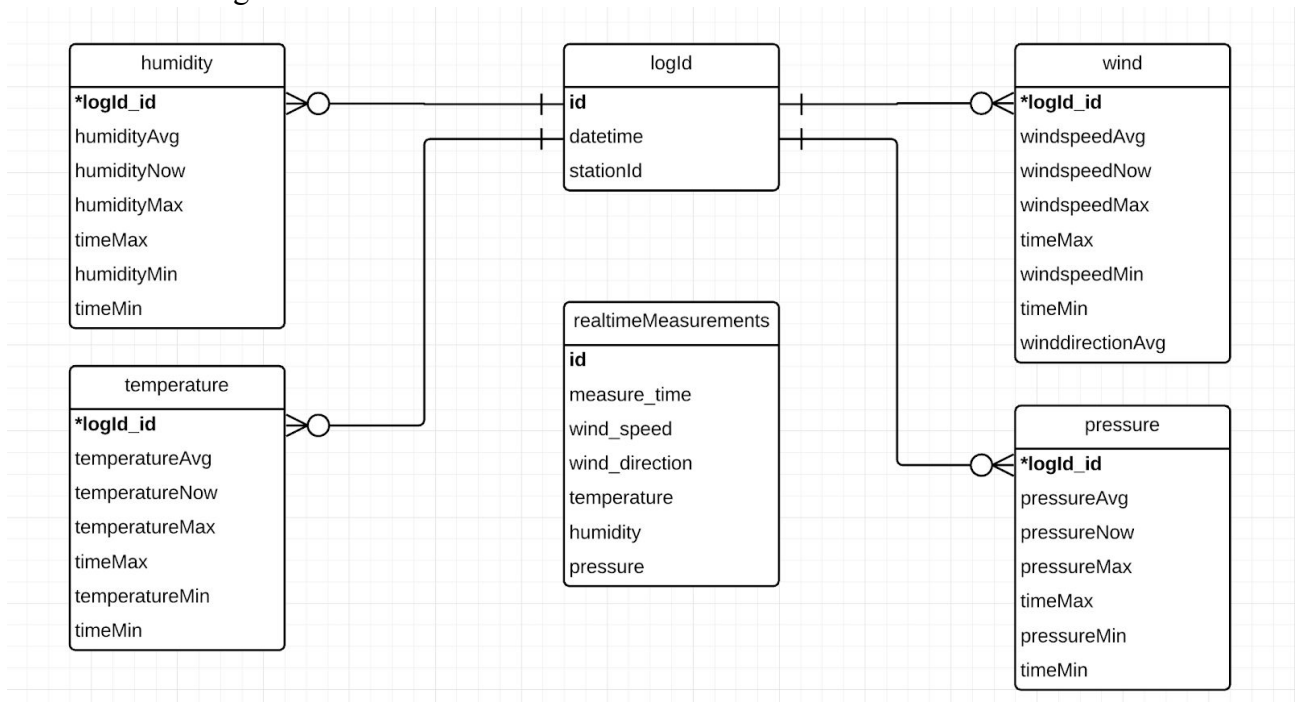 humidity
*logId_id
humidityAvg
humidityNow
humidityMax
timeMax
humidityMin
timeMin
temperature
*logId_id
temperatureAvg
temperatureNow
temperatureMax
timeMax
temperatureMin
timeMin
logId
id
datetime
stationId
realtimeMeasurements
id
measure_time
wind_speed
wind_direction
temperature
humidity
pressure
wind
*logId_id
windspeedAvg
windspeedNow
windspeedMax
timeMax
windspeedMin
timeMin
winddirectionAvg
pressure
*logId_id
pressureAvg
pressureNow
pressureMax
timeMax
pressureMin
timeMin